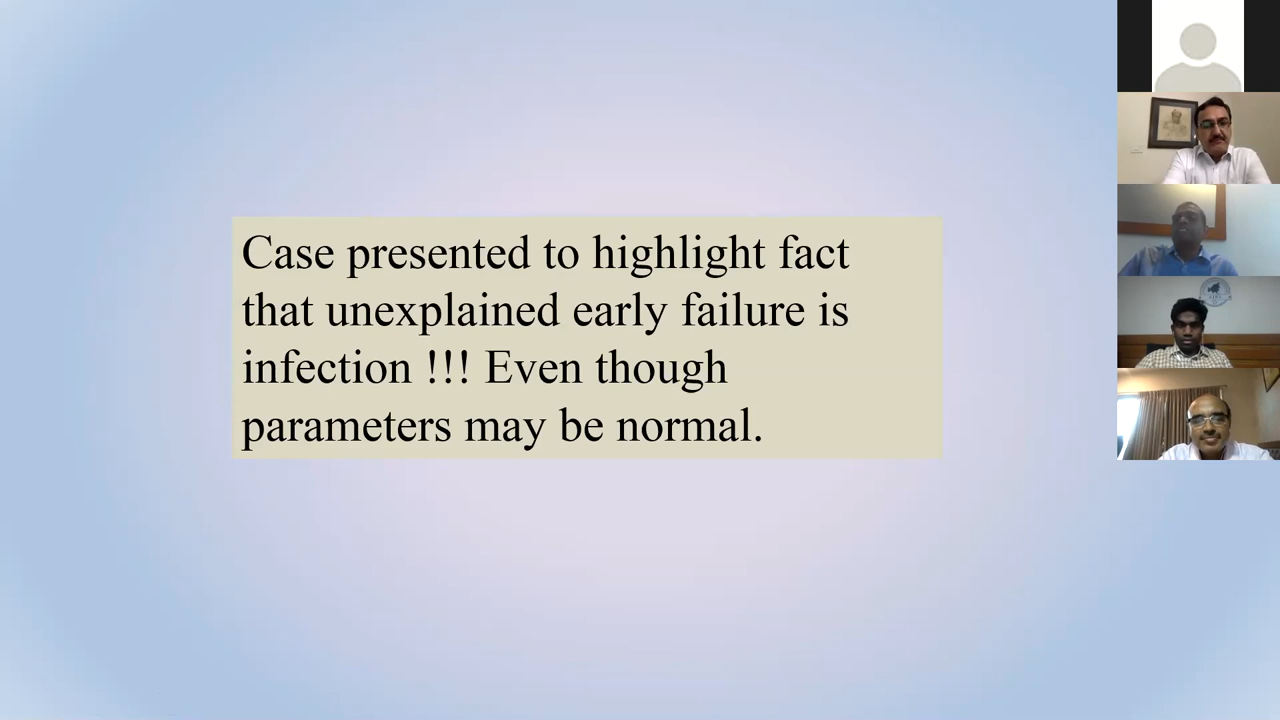 Case presented to highlight fact
that unexplained early failure is
infection !!! Even though
parameters may be normal.